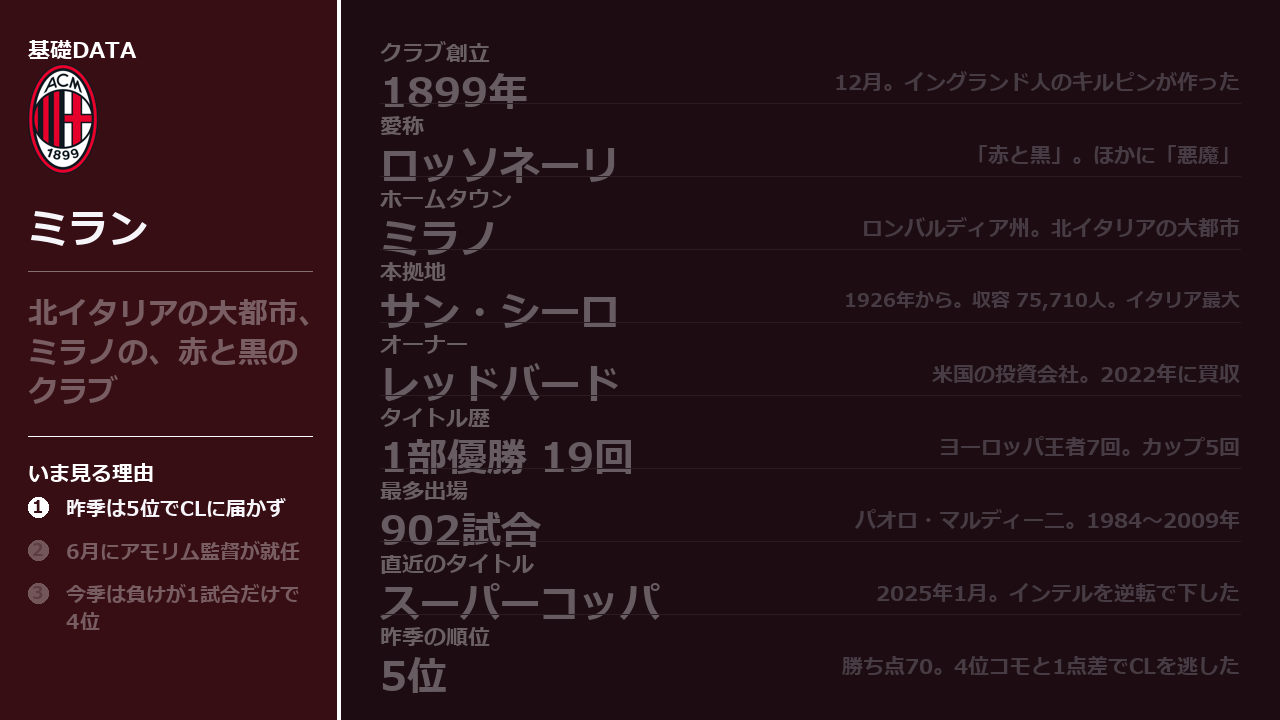 基礎DATA
ACM
1899
ミラン
北イタリアの大都市、
ミラノの、赤と黒の
クラブ
いま見る理由
1 昨季は5位でCLに届かず
2 6月にアモリム監督が就任
3 今季は負けが1試合だけで
4位
クラブ創立
1899年 12月。イングランド人のキルピンが作った
愛称
ロッソネーリ 「赤と黒」。ほかに「悪魔」
ホームタウン
ミラノ ロンバルディア州。北イタリアの大都市
本拠地
サン・シーロ 1926年から。収容 75,710人。イタリア最大
オーナー
レッドバード 米国の投資会社。2022年に買収
タイトル歴
1部優勝 19回 ヨーロッパ王者7回。カップ5回
最多出場
902試合 パオロ・マルディーニ。1984〜2009年
直近のタイトル
スーパーコッパ 2025年1月。インテルを逆転で下した
昨季の順位
5位 勝ち点70。4位コモと1点差でCLを逃した